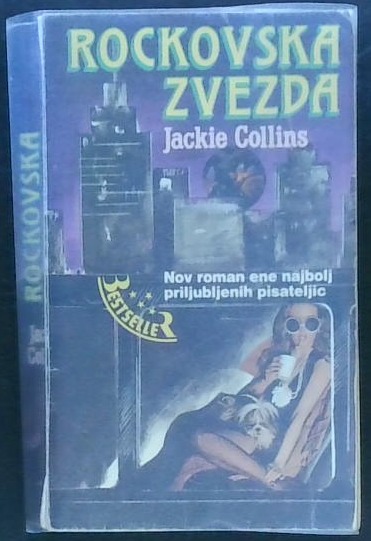 ROCKOVSKA
ZVEZDA
Jackie Collins
Nov roman ene najbolj
priljubljenih pisateljic
BESTSELLER
ROCKOVSKA